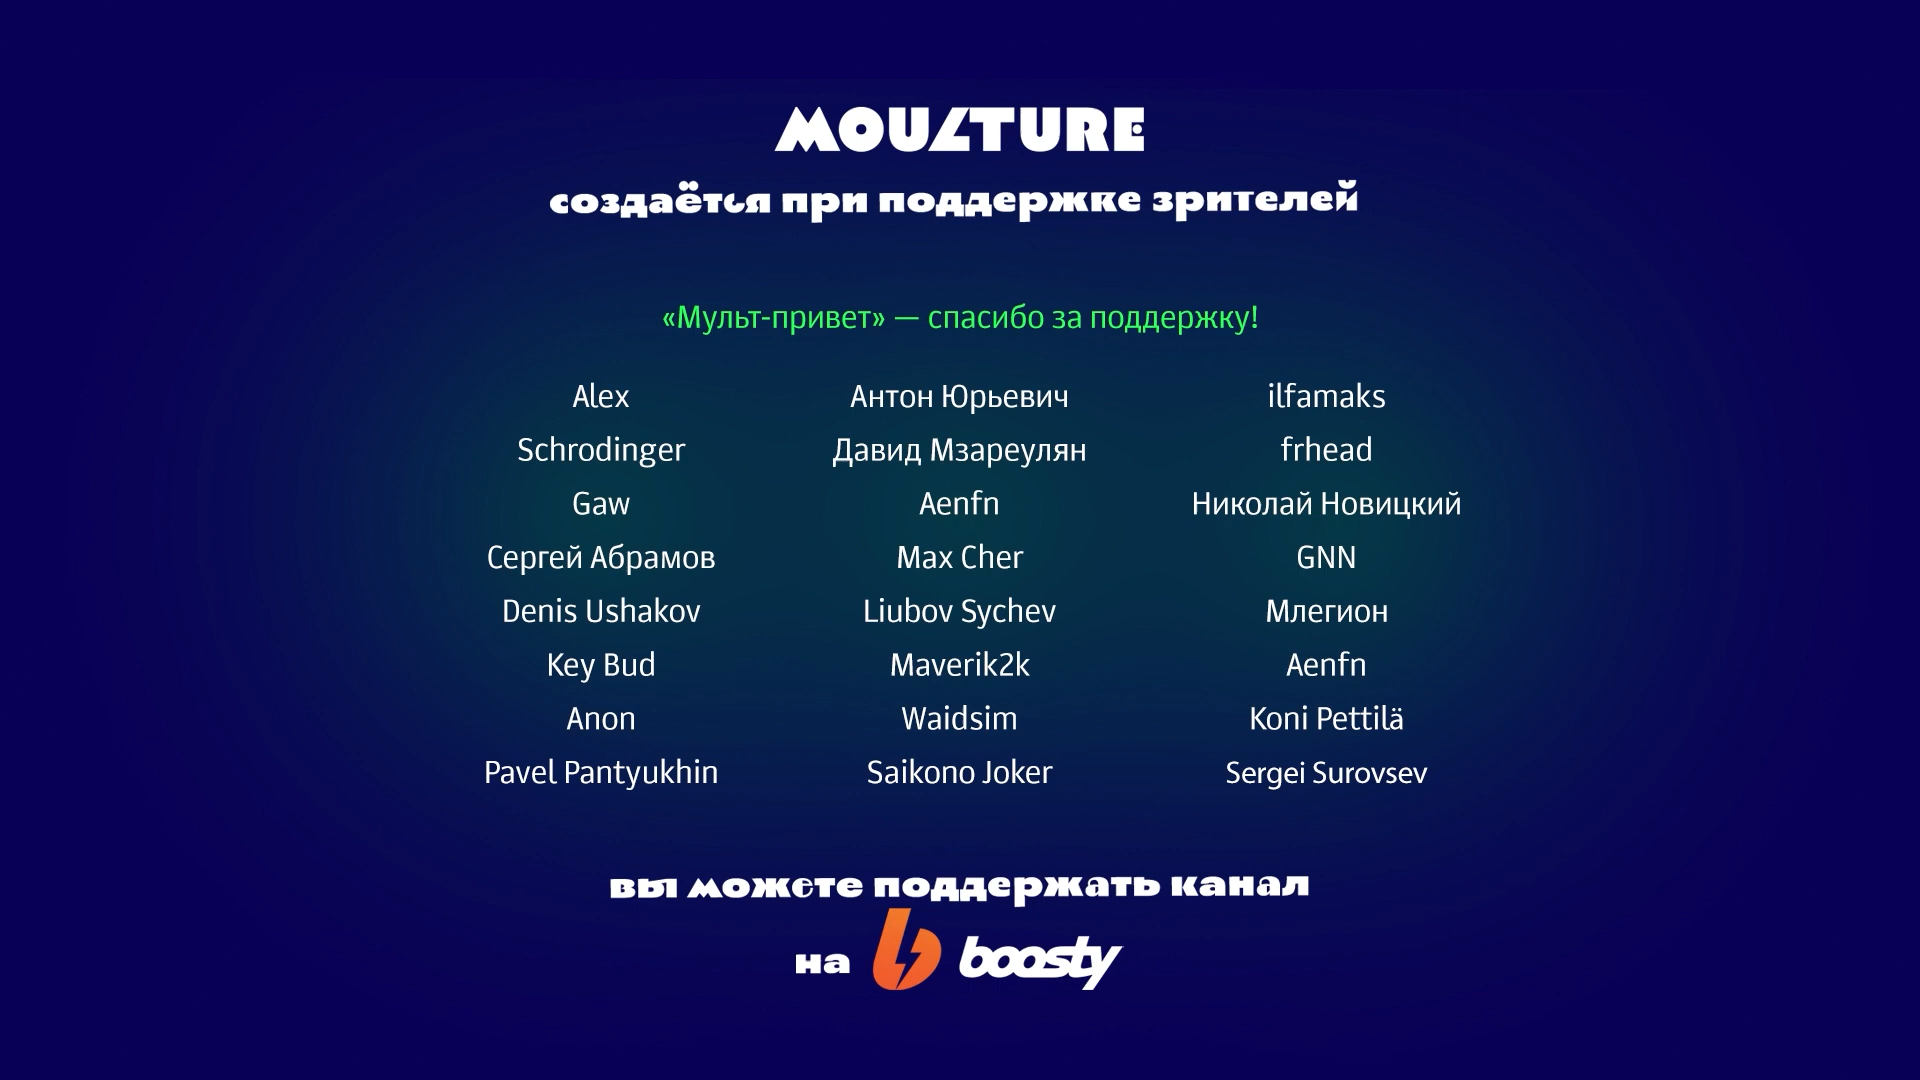 MOULTURE
создаётся при поддержке зрителей
«Мульт-привет» — спасибо за поддержку!
Alex
Schrodinger
Gaw
Сергей Абрамов
Denis Ushakov
Key Bud
Anon
Pavel Pantyukhin
Антон Юрьевич
Давид Мзареулян
Aenfn
Max Cher
Liubov Sychev
Maverik2k
Waidsim
Saikono Joker
ilfamaks
frhead
Николай Новицкий
GNN
Млегион
Aenfn
Koni Pettilä
Sergei Surovsev
вы можете поддержать канал
на boosty